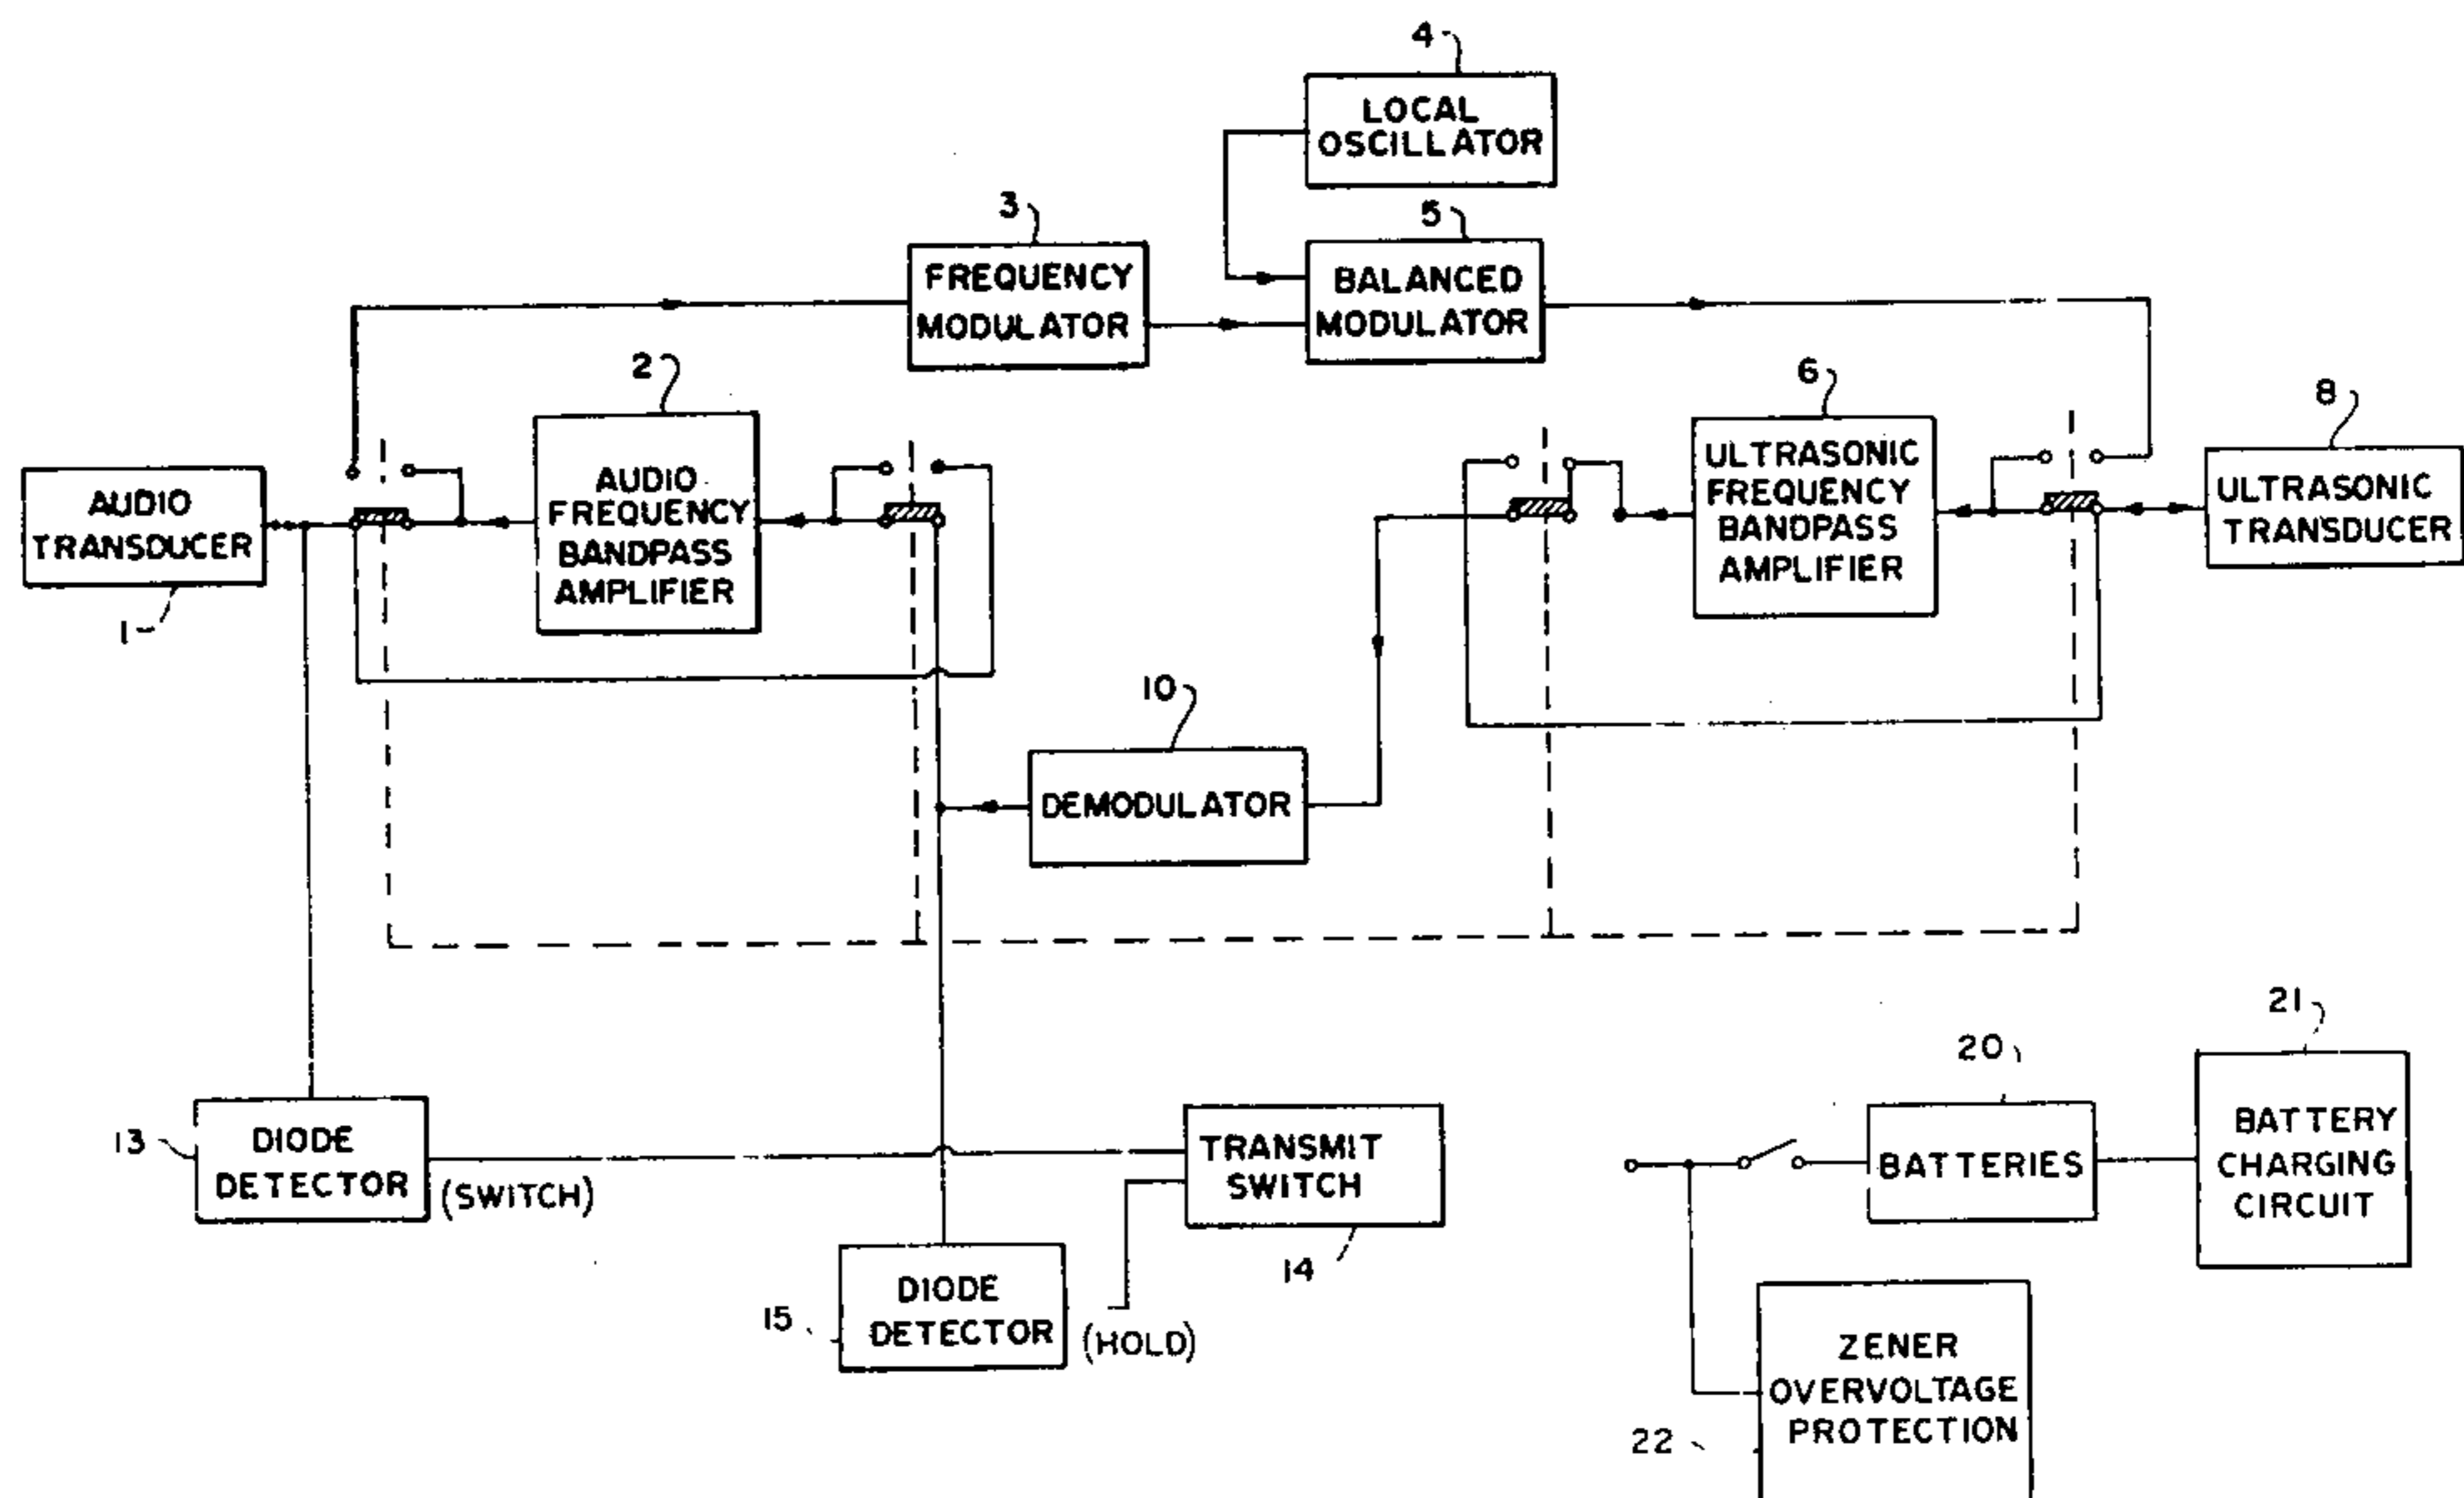 4
LOCAL
OSCILLATOR
3
5
FREQUENCY
MODULATOR
BALANCED
MODULATOR
2
6
8
AUDIO
TRANSDUCER
1
AUDIO
FREQUENCY
BANDPASS
AMPLIFIER
ULTRASONIC
FREQUENCY
BANDPASS
AMPLIFIER
ULTRASONIC
TRANSDUCER
10
DEMODULATOR
13
DIODE
DETECTOR
(SWITCH)
TRANSMIT
SWITCH
14
15
DIODE
DETECTOR
(HOLD)
20
BATTERIES
21
BATTERY
CHARGING
CIRCUIT
22
ZENER
OVERVOLTAGE
PROTECTION